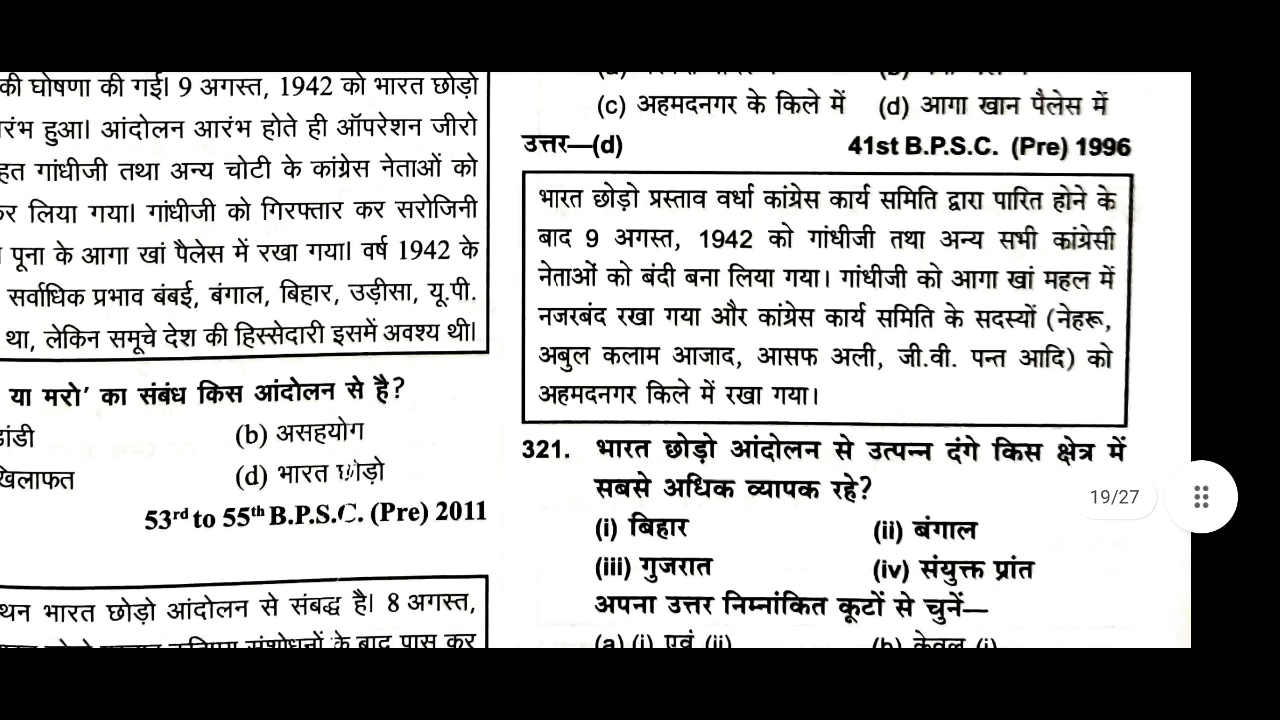 की घोषणा की गई। 9 अगस्त, 1942 को भारत छोड़ो
हुआ। आंदोलन आरंभ होते ही ऑपरेशन जीरो
गांधीजी तथा अन्य चोटी के कांग्रेस नेताओं को
लिया गया। गांधीजी को गिरफ्तार कर सरोजिनी
पूना के आगा खां पैलेस में रखा गया। वर्ष 1942 के
सर्वाधिक प्रभाव बंबई, बंगाल, बिहार, उड़ीसा, यू.पी.
था, लेकिन समूचे देश की हिस्सेदारी इसमें अवश्य थी।
या मरो' का संबंध किस आंदोलन से है?
(b) असहयोग
खिलाफत (d) भारत छोड़ो
53rd to 55th B.P.S.C. (Pre) 2011
भारत छोड़ो आंदोलन से संबद्ध है। 8 अगस्त,
के बाद पास कर
(c) अहमदनगर के किले में (d) आगा खान पैलेस में
उत्तर—(d) 41st B.P.S.C. (Pre) 1996
भारत छोड़ो प्रस्ताव वर्धा कांग्रेस कार्य समिति द्वारा पारित होने के
बाद 9 अगस्त, 1942 को गांधीजी तथा अन्य सभी कांग्रेसी
नेताओं को बंदी बना लिया गया। गांधीजी को आगा खां महल में
नजरबंद रखा गया और कांग्रेस कार्य समिति के सदस्यों (नेहरू,
अबुल कलाम आजाद, आसफ अली, जी.वी. पन्त आदि) को
अहमदनगर किले में रखा गया।
321. भारत छोड़ो आंदोलन से उत्पन्न दंगे किस क्षेत्र में
सबसे अधिक व्यापक रहे?
(i) बिहार (ii) बंगाल
(iii) गुजरात (iv) संयुक्त प्रांत
अपना उत्तर निम्नांकित कूटों से चुनें—
(a) (i) एवं (ii) (b) केवल (i)
19/27